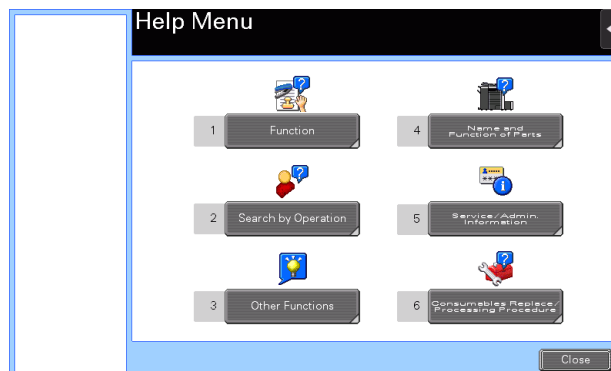 Help Menu
1 Function
4 Name and
Function of Parts
2 Search by Operation
5 Service/Admin.
Information
3 Other Functions
6 Consumables Replace/
Processing Procedure
Close